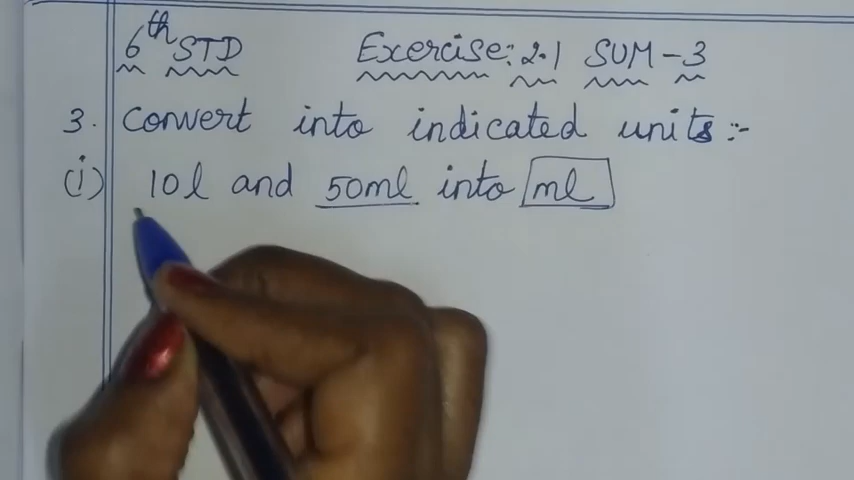 6th STD Exercise: 2.1 SUM-3
3. Convert into indicated units:-
(i) 10l and 50ml into ml